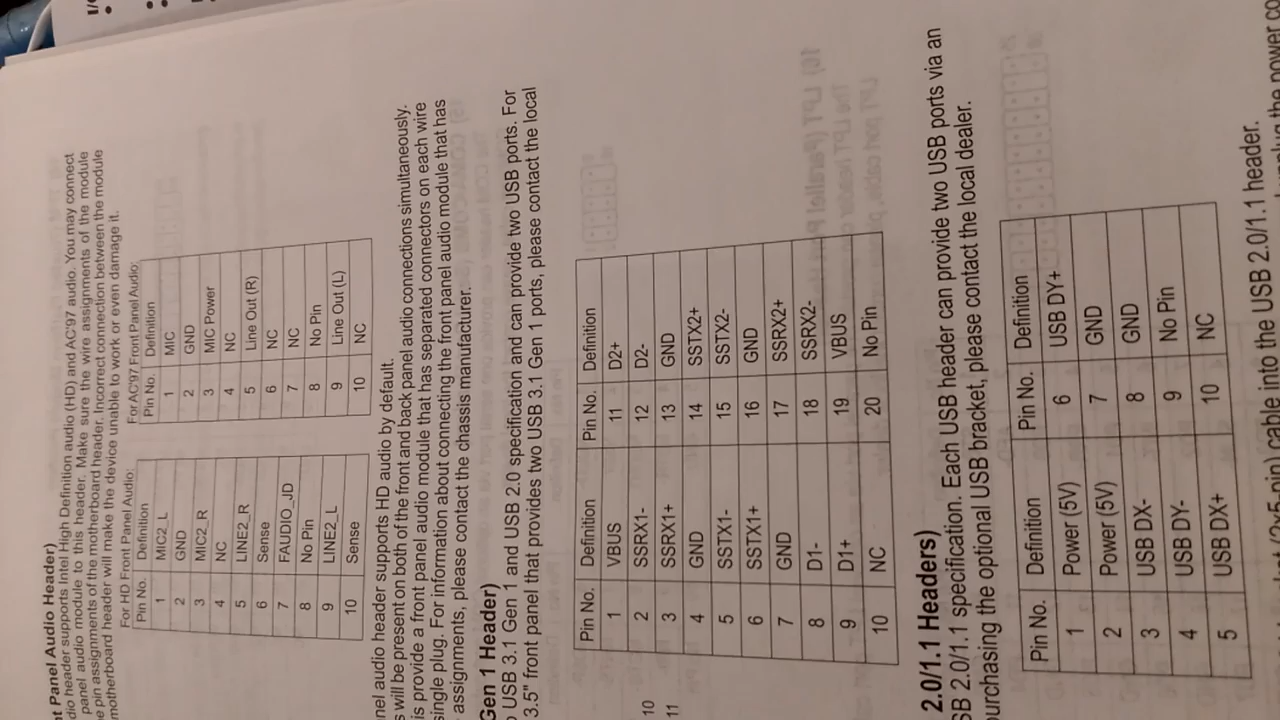 I/
nt Panel Audio Header)
dio header supports Intel High Definition audio (HD) and AC'97 audio. You may connect
panel audio module to this header. Make sure the wire assignments of the module
e pin assignments of the motherboard header. Incorrect connection between the module
motherboard header will make the device unable to work or even damage it.
For HD Front Panel Audio: For AC'97 Front Panel Audio:
Pin No. Definition Pin No. Definition
1 MIC2_L 1 MIC
2 GND 2 GND
3 MIC2_R 3 MIC Power
4 NC 4 NC
5 LINE2_R 5 Line Out (R)
6 Sense 6 NC
7 FAUDIO_JD 7 NC
8 No Pin 8 No Pin
9 LINE2_L 9 Line Out (L)
10 Sense 10 NC
nel audio header supports HD audio by default.
s will be present on both of the front and back panel audio connections simultaneously.
is provide a front panel audio module that has separated connectors on each wire
single plug. For information about connecting the front panel audio module that has
assignments, please contact the chassis manufacturer.
Gen 1 Header)
o USB 3.1 Gen 1 and USB 2.0 specification and can provide two USB ports. For
3.5" front panel that provides two USB 3.1 Gen 1 ports, please contact the local
Pin No. Definition Pin No. Definition
1 VBUS 11 D2+
2 SSRX1- 12 D2-
3 SSRX1+ 13 GND
4 GND 14 SSTX2+
5 SSTX1- 15 SSTX2-
6 SSTX1+ 16 GND
7 GND 17 SSRX2+
8 D1- 18 SSRX2-
9 D1+ 19 VBUS
10 NC 20 No Pin
10
11
2.0/1.1 Headers)
SB 2.0/1.1 specification. Each USB header can provide two USB ports via an
purchasing the optional USB bracket, please contact the local dealer.
Pin No. Definition Pin No. Definition
1 Power (5V) 6 USB DY+
2 Power (5V) 7 GND
3 USB DX- 8 GND
4 USB DY- 9 No Pin
5 USB DX+ 10 NC
(2x5-pin) cable into the USB 2.0/1.1 header.
the power co